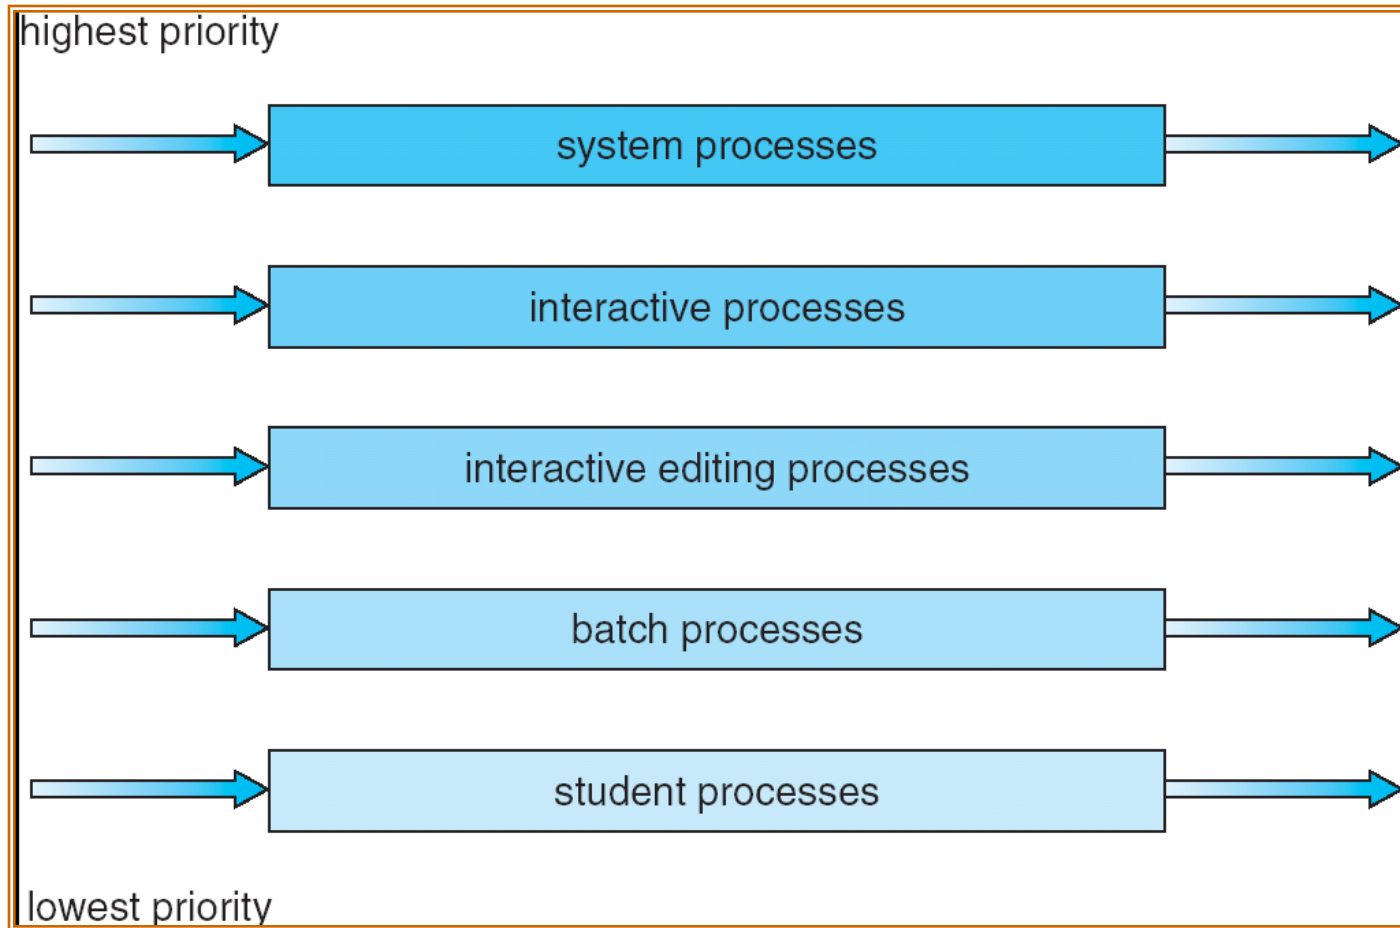 highest priority
system processes
interactive processes
interactive editing processes
batch processes
student processes
lowest priority